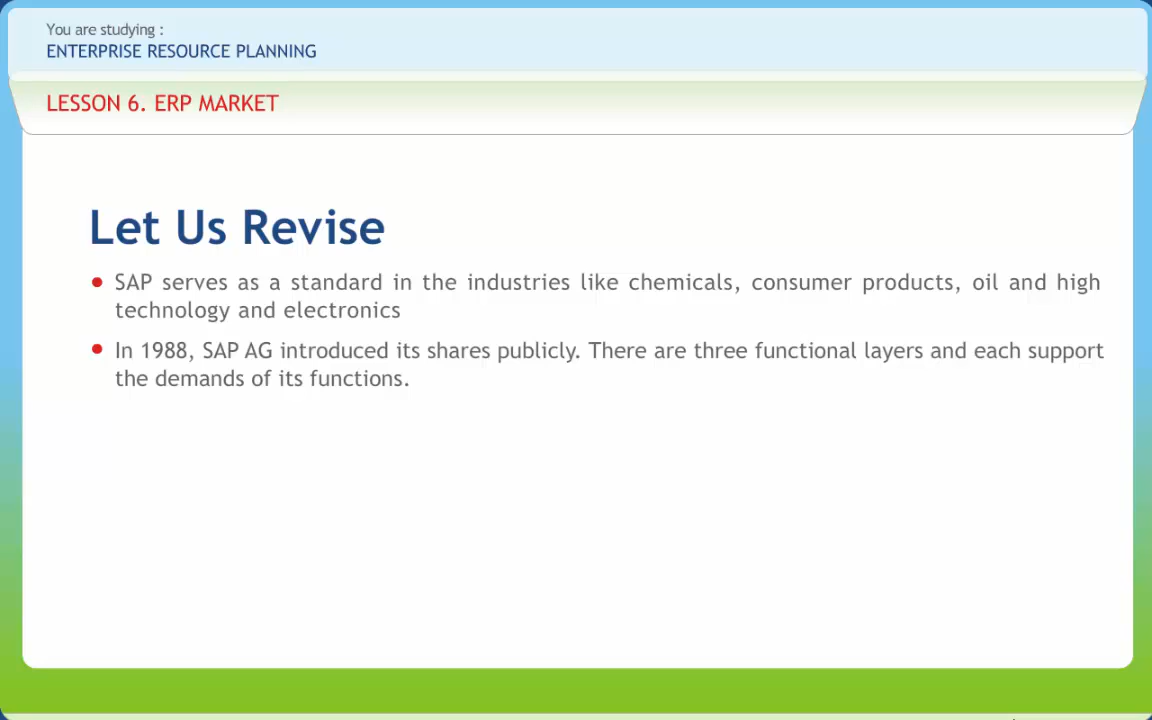 You are studying :
ENTERPRISE RESOURCE PLANNING
LESSON 6. ERP MARKET
Let Us Revise
• SAP serves as a standard in the industries like chemicals, consumer products, oil and high
technology and electronics
• In 1988, SAP AG introduced its shares publicly. There are three functional layers and each support
the demands of its functions.